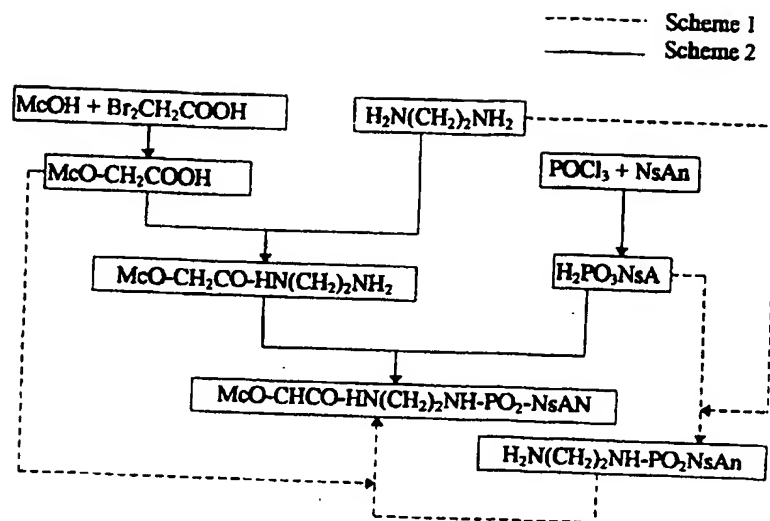 Scheme 1
Scheme 2
McOH + Br₂CH₂COOH
H₂N(CH₂)₂NH₂
McO-CH₂COOH
POCl₃ + NsAn
McO-CH₂CO-HN(CH₂)₂NH₂
H₂PO₃NsA
McO-CHCO-HN(CH₂)₂NH-PO₂-NsAN
H₂N(CH₂)₂NH-PO₂NsAn